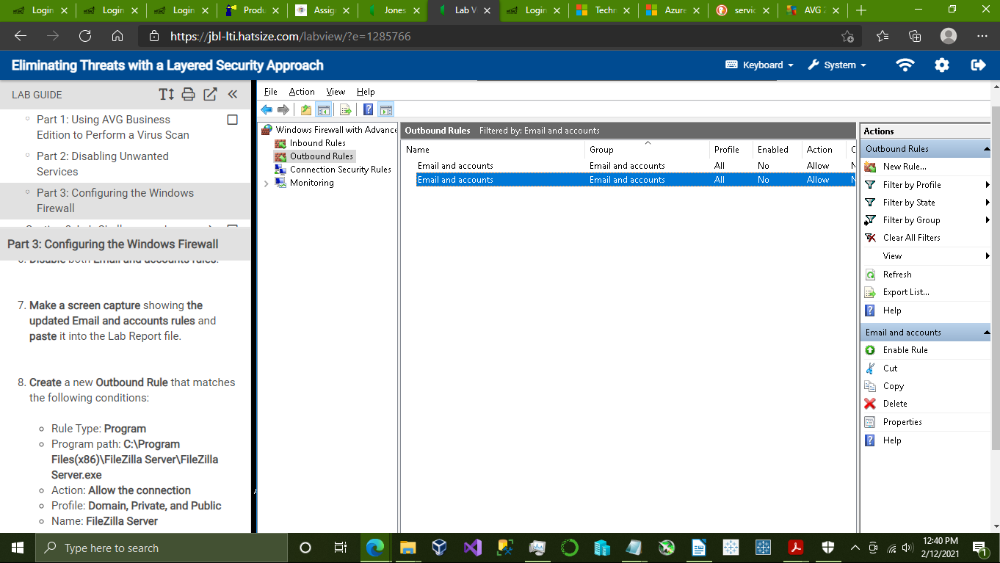 Login
Login
Login
Produ
Assig
Jones
Lab V
Login
Techr
Azure
servic
AVG 2
https://jbl-lti.hatsize.com/labview/?e=1285766
Eliminating Threats with a Layered Security Approach
Keyboard
System
LAB GUIDE
Part 1: Using AVG Business
Edition to Perform a Virus Scan
Part 2: Disabling Unwanted
Services
Part 3: Configuring the Windows
Firewall
Part 3: Configuring the Windows Firewall
6. Disable both Email and accounts rules.
7. Make a screen capture showing the
updated Email and accounts rules and
paste it into the Lab Report file.
8. Create a new Outbound Rule that matches
the following conditions:
Rule Type: Program
Program path: C:\Program
Files(x86)\FileZilla Server\FileZilla
Server.exe
Action: Allow the connection
Profile: Domain, Private, and Public
Name: FileZilla Server
File Action View Help
Windows Firewall with Advance
Inbound Rules
Outbound Rules
Connection Security Rules
Monitoring
Outbound Rules Filtered by: Email and accounts
Name Group Profile Enabled Action
Email and accounts Email and accounts All No Allow
Email and accounts Email and accounts All No Allow
Actions
Outbound Rules
New Rule...
Filter by Profile
Filter by State
Filter by Group
Clear All Filters
View
Refresh
Export List...
Help
Email and accounts
Enable Rule
Cut
Copy
Delete
Properties
Help
Type here to search
12:40 PM
2/12/2021
1